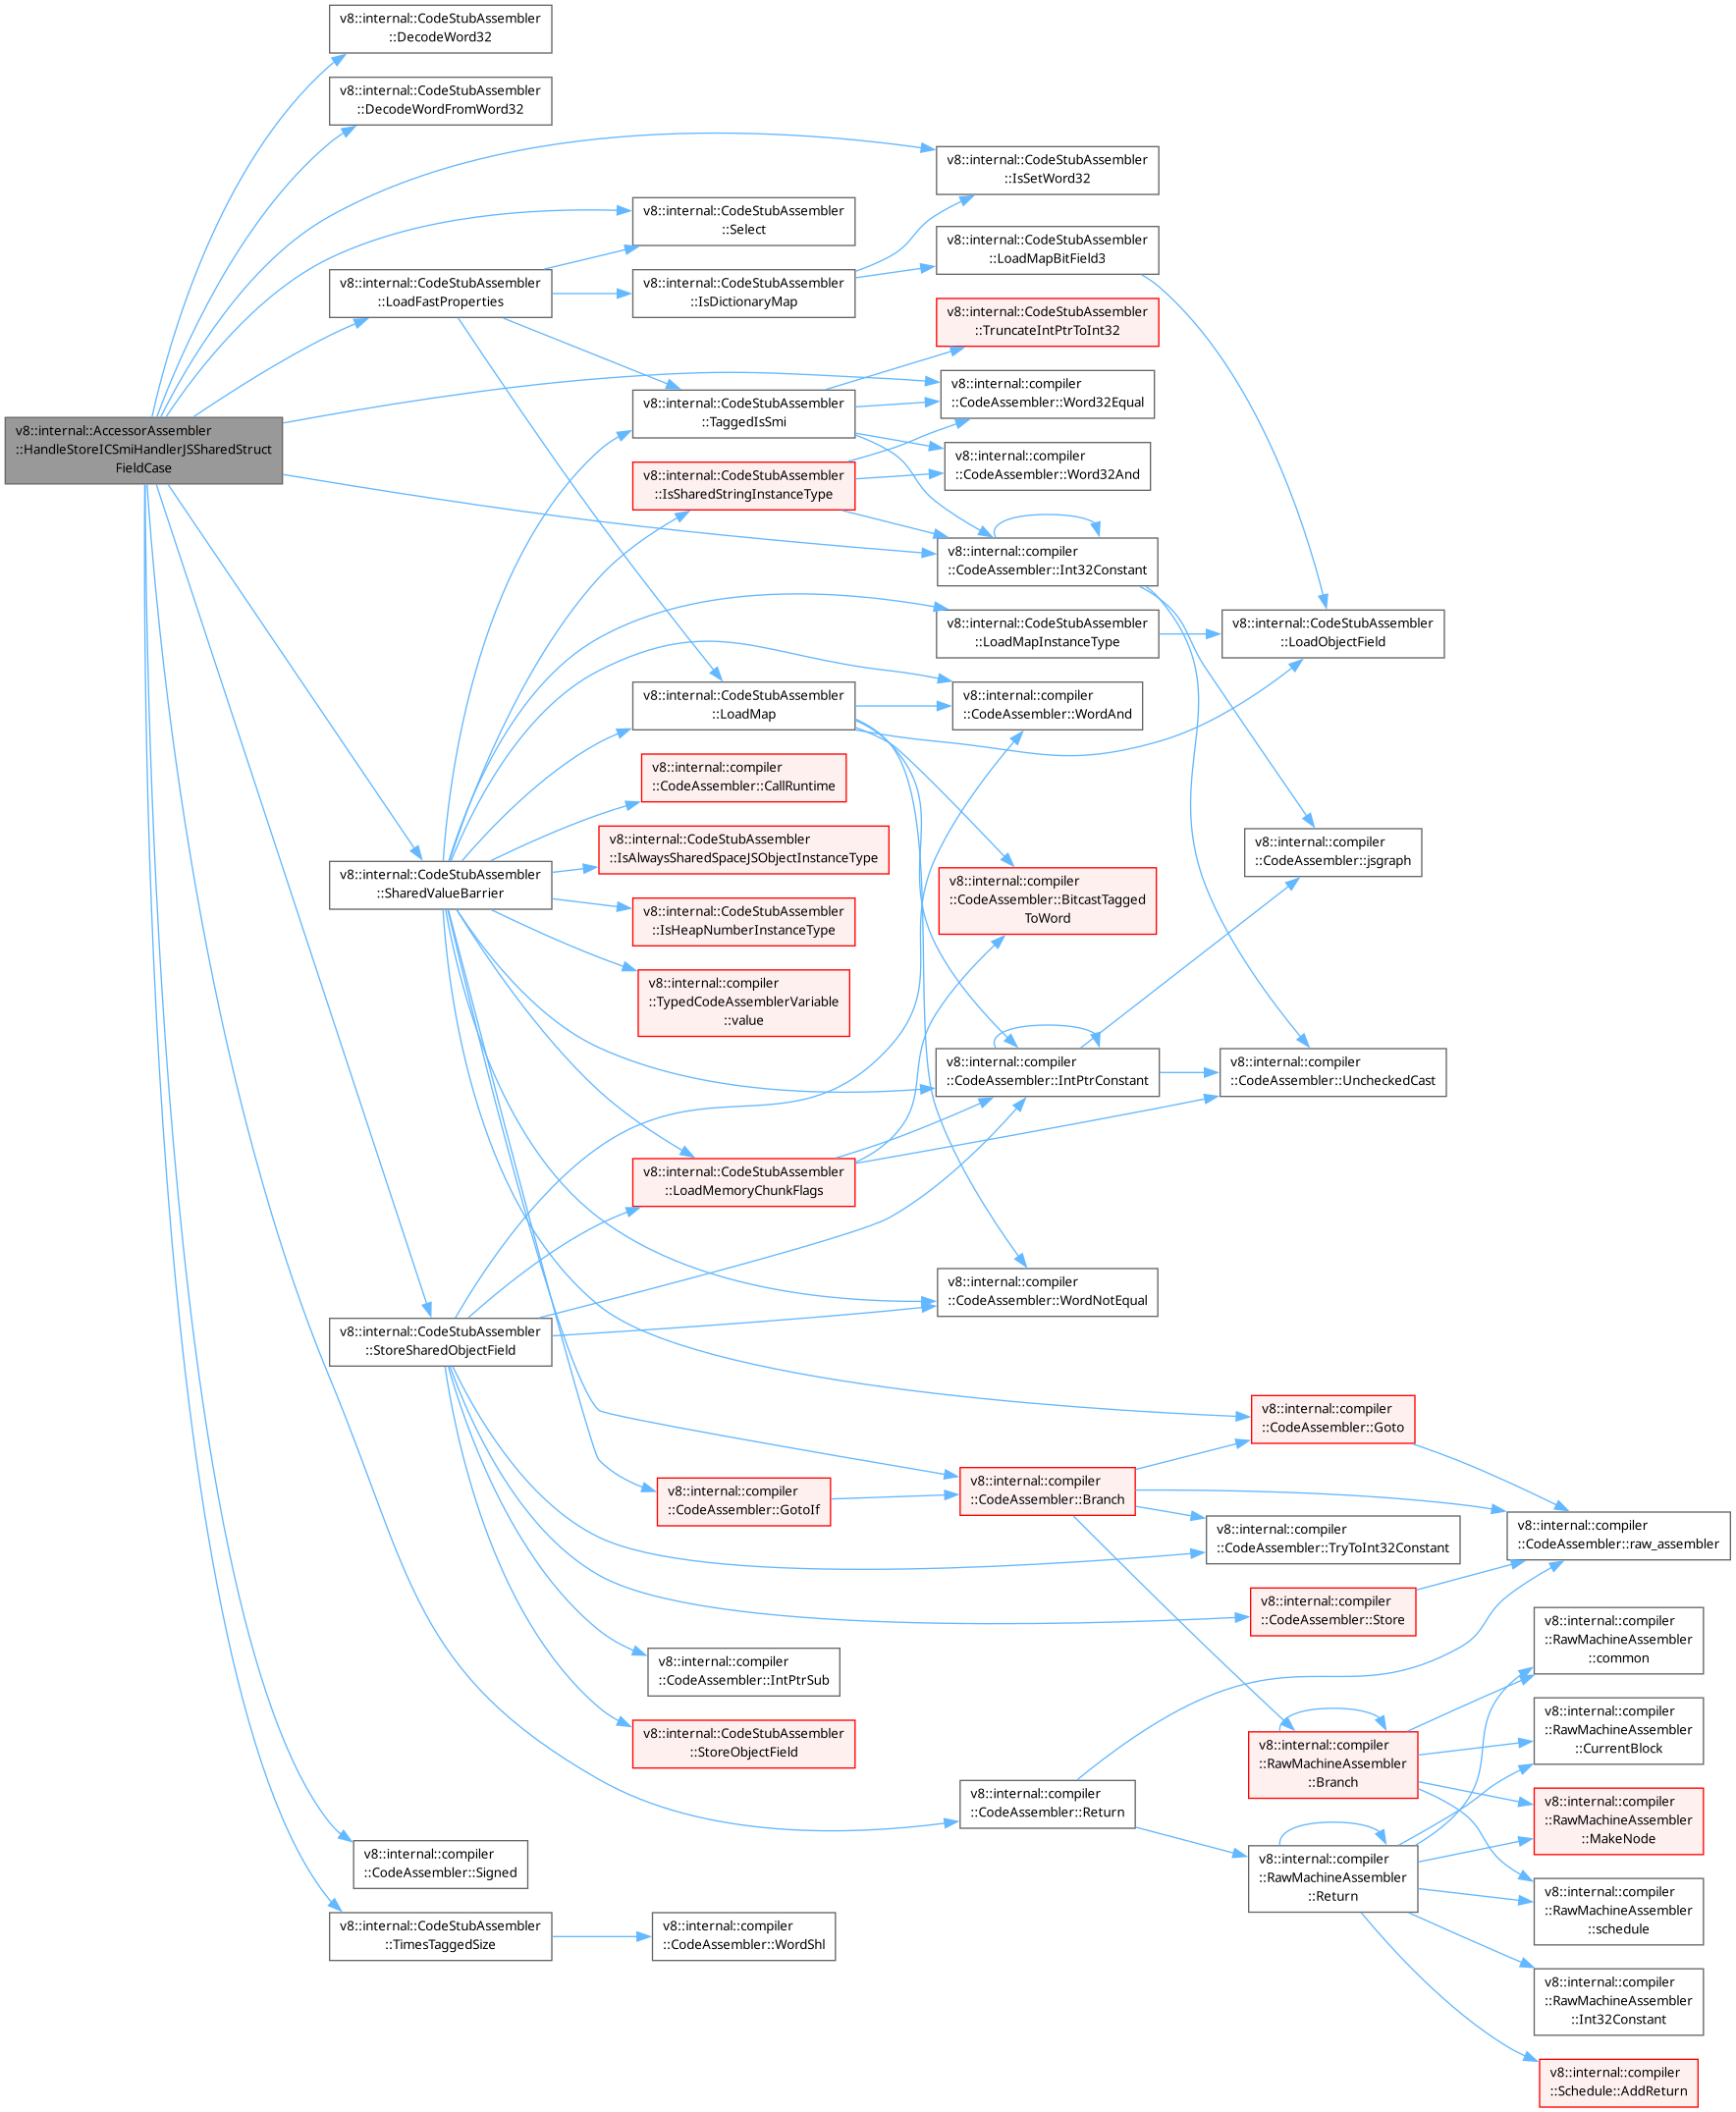 v8::internal::CodeStubAssembler
::DecodeWord32
v8::internal::CodeStubAssembler
::DecodeWordFromWord32
v8::internal::CodeStubAssembler
::IsSetWord32
v8::internal::CodeStubAssembler
::Select
v8::internal::CodeStubAssembler
::LoadMapBitField3
v8::internal::CodeStubAssembler
::LoadFastProperties
v8::internal::CodeStubAssembler
::IsDictionaryMap
v8::internal::CodeStubAssembler
::TruncateIntPtrToInt32
v8::internal::compiler
::CodeAssembler::Word32Equal
v8::internal::CodeStubAssembler
::TaggedIsSmi
v8::internal::AccessorAssembler
::HandleStoreICSmiHandlerJSSharedStruct
FieldCase
v8::internal::compiler
::CodeAssembler::Word32And
v8::internal::CodeStubAssembler
::IsSharedStringInstanceType
v8::internal::compiler
::CodeAssembler::Int32Constant
v8::internal::CodeStubAssembler
::LoadMapInstanceType
v8::internal::CodeStubAssembler
::LoadObjectField
v8::internal::CodeStubAssembler
::LoadMap
v8::internal::compiler
::CodeAssembler::WordAnd
v8::internal::compiler
::CodeAssembler::CallRuntime
v8::internal::CodeStubAssembler
::IsAlwaysSharedSpaceJSObjectInstanceType
v8::internal::compiler
::CodeAssembler::jsgraph
v8::internal::CodeStubAssembler
::SharedValueBarrier
v8::internal::compiler
::CodeAssembler::BitcastTagged
ToWord
v8::internal::CodeStubAssembler
::IsHeapNumberInstanceType
v8::internal::compiler
::TypedCodeAssemblerVariable
::value
v8::internal::compiler
::CodeAssembler::IntPtrConstant
v8::internal::compiler
::CodeAssembler::UncheckedCast
v8::internal::CodeStubAssembler
::LoadMemoryChunkFlags
v8::internal::compiler
::CodeAssembler::WordNotEqual
v8::internal::CodeStubAssembler
::StoreSharedObjectField
v8::internal::compiler
::CodeAssembler::Goto
v8::internal::compiler
::CodeAssembler::GotoIf
v8::internal::compiler
::CodeAssembler::Branch
v8::internal::compiler
::CodeAssembler::TryToInt32Constant
v8::internal::compiler
::CodeAssembler::raw_assembler
v8::internal::compiler
::CodeAssembler::Store
v8::internal::compiler
::RawMachineAssembler
::common
v8::internal::compiler
::CodeAssembler::IntPtrSub
v8::internal::CodeStubAssembler
::StoreObjectField
v8::internal::compiler
::RawMachineAssembler
::CurrentBlock
v8::internal::compiler
::RawMachineAssembler
::Branch
v8::internal::compiler
::CodeAssembler::Return
v8::internal::compiler
::RawMachineAssembler
::MakeNode
v8::internal::compiler
::CodeAssembler::Signed
v8::internal::compiler
::RawMachineAssembler
::Return
v8::internal::compiler
::RawMachineAssembler
::schedule
v8::internal::CodeStubAssembler
::TimesTaggedSize
v8::internal::compiler
::CodeAssembler::WordShl
v8::internal::compiler
::RawMachineAssembler
::Int32Constant
v8::internal::compiler
::Schedule::AddReturn